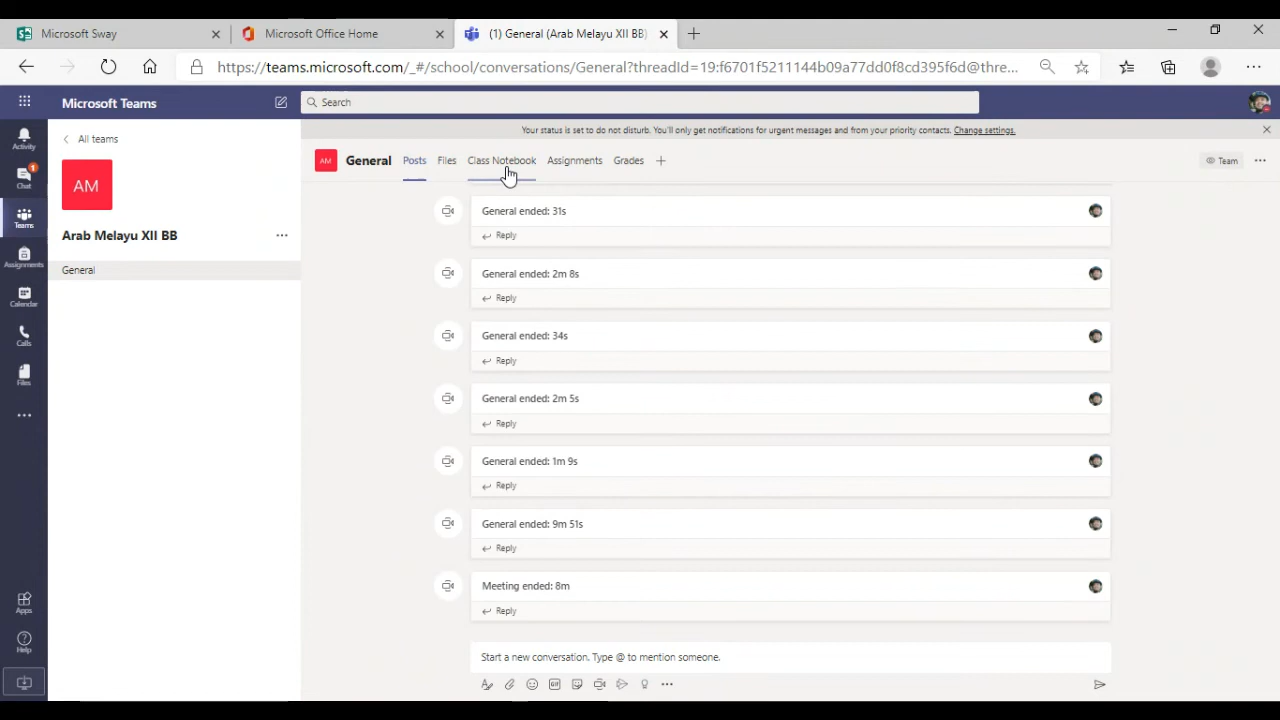 Microsoft Sway
Microsoft Office Home
(1) General (Arab Melayu XII BB)
https://teams.microsoft.com/_#/school/conversations/General?threadId=19:f6701f5211144b09a77dd0f8cd395f6d@thre...
Microsoft Teams
Search
Your status is set to do not disturb. You'll only get notifications for urgent messages and from your priority contacts. Change settings.
Activity
Chat
1
Teams
Assignments
Calendar
Calls
Files
Apps
Help
All teams
AM
Arab Melayu XII BB
General
AM
General
Posts
Files
Class Notebook
Assignments
Grades
Team
General ended: 31s
Reply
General ended: 2m 8s
Reply
General ended: 34s
Reply
General ended: 2m 5s
Reply
General ended: 1m 9s
Reply
General ended: 9m 51s
Reply
Meeting ended: 8m
Reply
Start a new conversation. Type @ to mention someone.
GIF